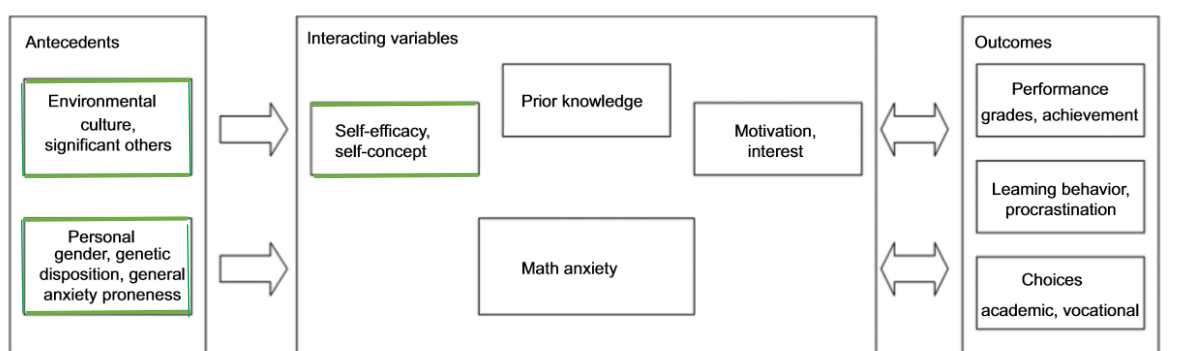 Antecedents
Environmental
culture,
significant others
Personal
gender, genetic
disposition, general
anxiety proneness
Interacting variables
Self-efficacy,
self-concept
Prior knowledge
Motivation,
interest
Math anxiety
Outcomes
Performance
grades, achievement
Learning behavior,
procrastination
Choices
academic, vocational